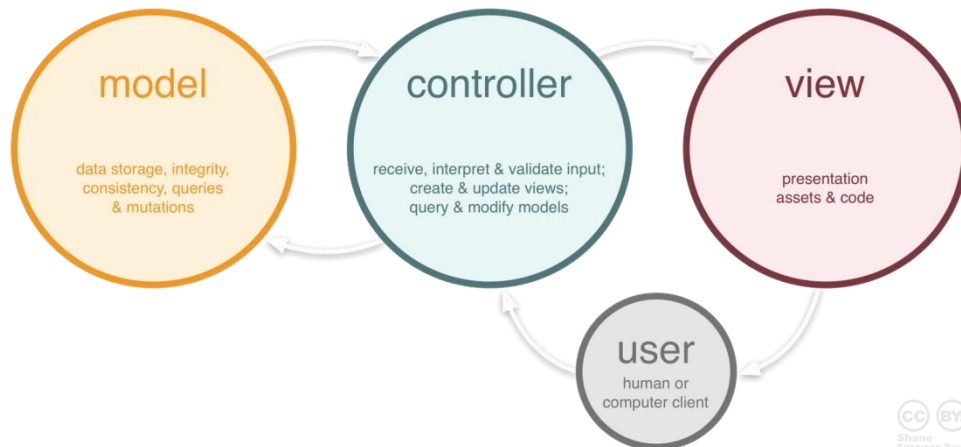 model
data storage, integrity,
consistency, queries
& mutations
controller
receive, interpret & validate input;
create & update views;
query & modify models
view
presentation
assets & code
user
human or
computer client
CC BY
Shane